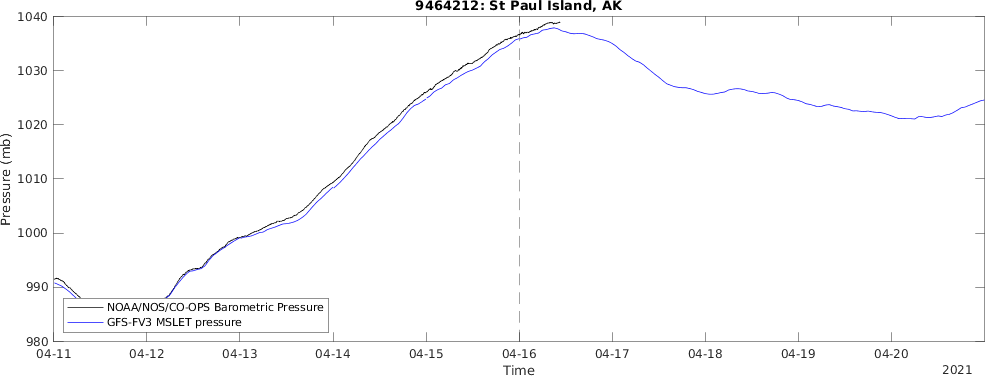 9464212: St Paul Island, AK
1040
1030
1020
1010
1000
990
980
Pressure (mb)
NOAA/NOS/CO-OPS Barometric Pressure
GFS-FV3 MSLET pressure
04-11 04-12 04-13 04-14 04-15 04-16 04-17 04-18 04-19 04-20
Time
2021